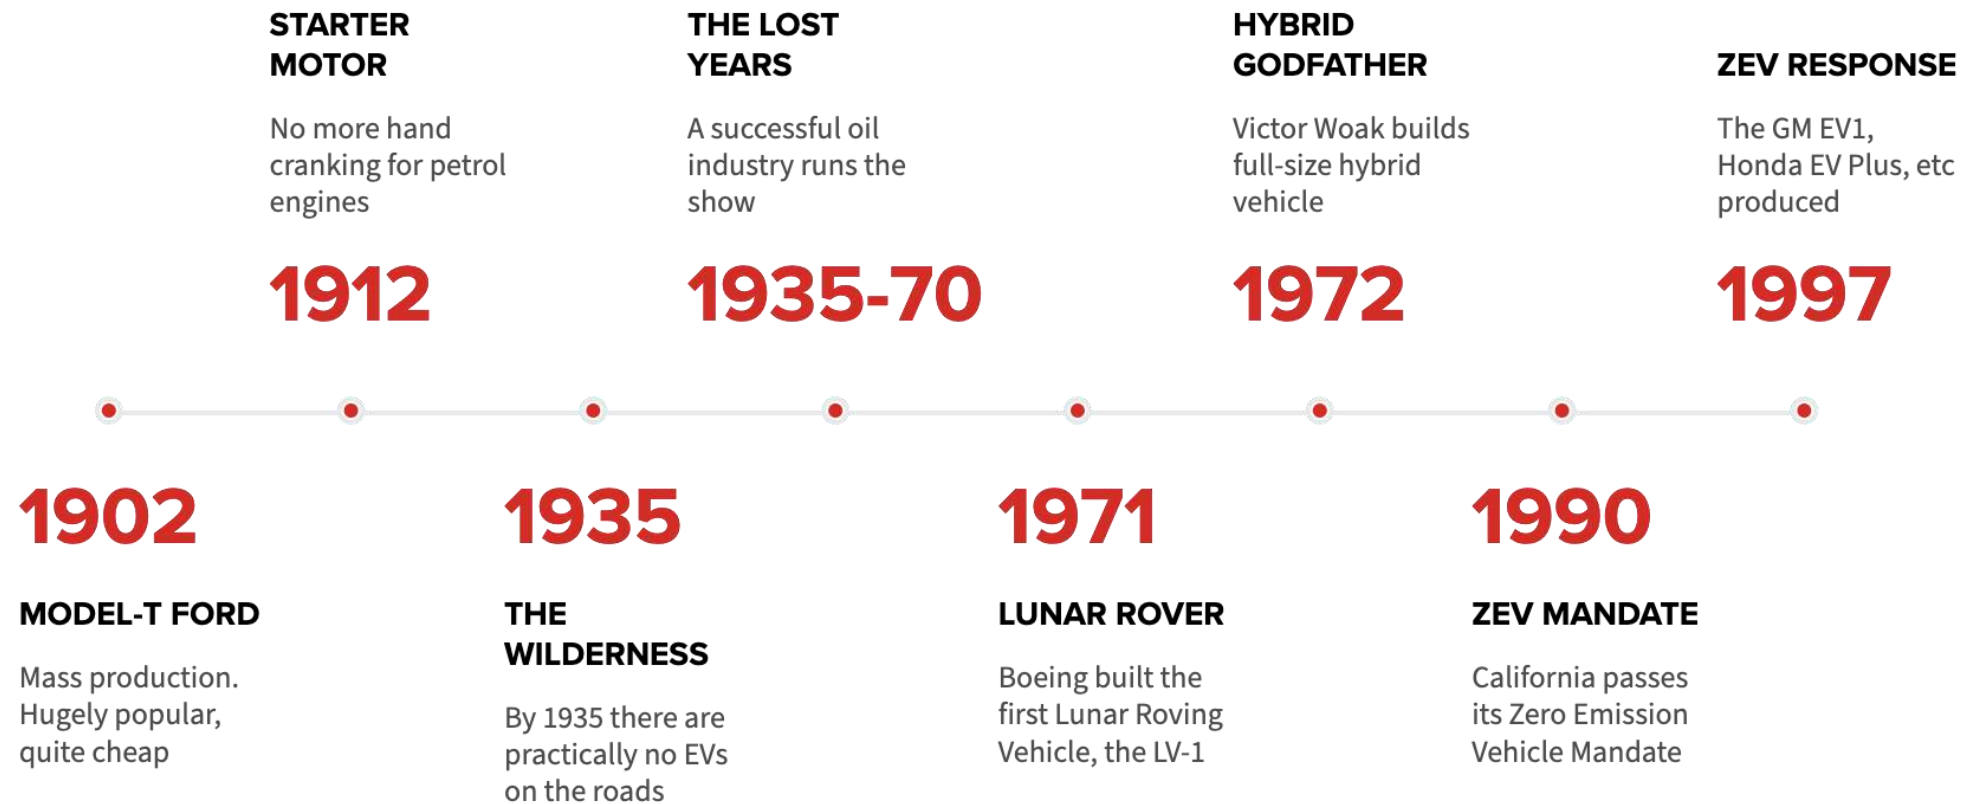 STARTER
MOTOR
No more hand
cranking for petrol
engines
1912
THE LOST
YEARS
A successful oil
industry runs the
show
1935-70
HYBRID
GODFATHER
Victor Woak builds
full-size hybrid
vehicle
1972
ZEV RESPONSE
The GM EV1,
Honda EV Plus, etc
produced
1997
1902
MODEL-T FORD
Mass production.
Hugely popular,
quite cheap
1935
THE
WILDERNESS
By 1935 there are
practically no EVs
on the roads
1971
LUNAR ROVER
Boeing built the
first Lunar Roving
Vehicle, the LV-1
1990
ZEV MANDATE
California passes
its Zero Emission
Vehicle Mandate